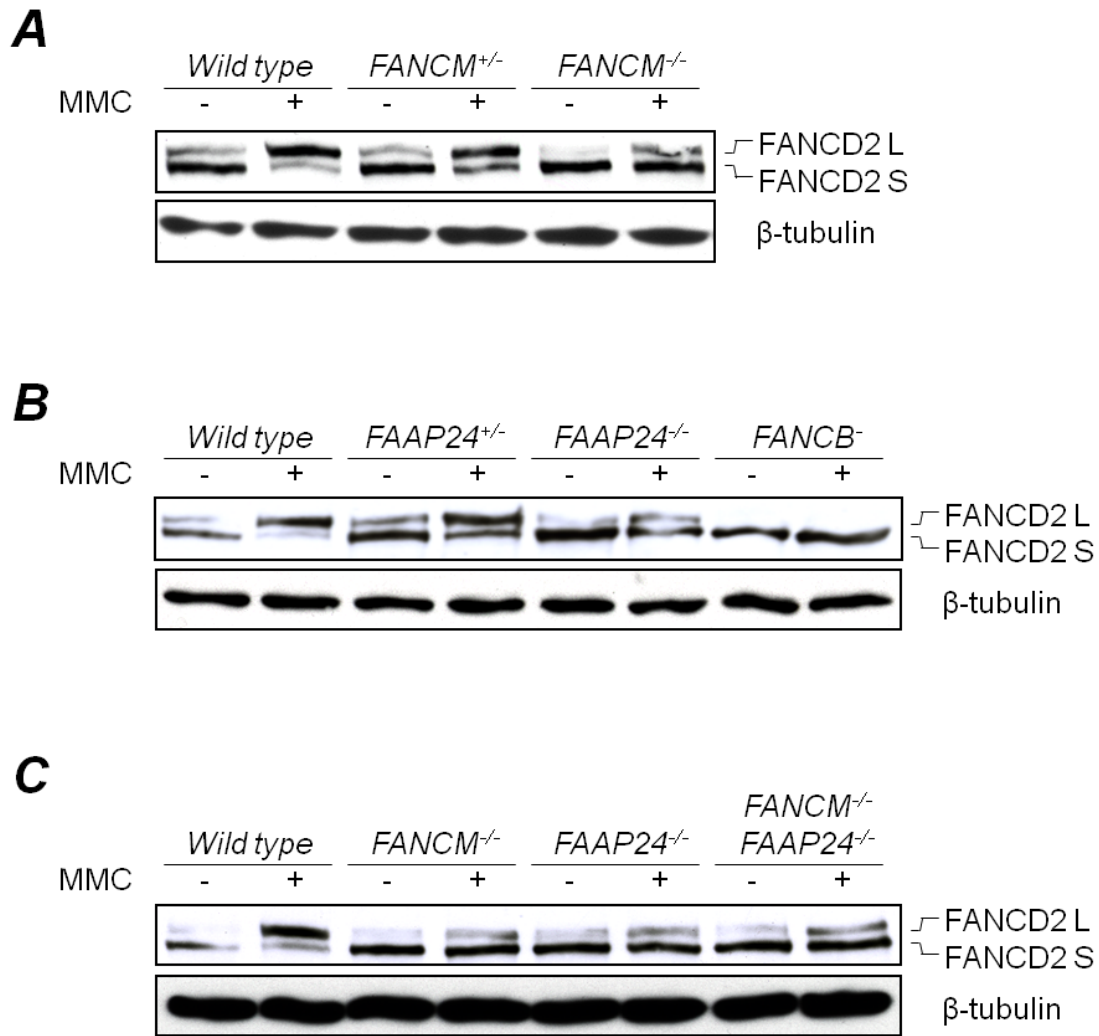 A
Wild type FANCM+/- FANCM-/-
MMC - + - + - +
FANCD2 L
FANCD2 S
β-tubulin
B
Wild type FAAP24+/- FAAP24-/- FANCB-
MMC - + - + - + - +
FANCD2 L
FANCD2 S
β-tubulin
C
FANCM-/-
Wild type FANCM-/- FAAP24-/- FAAP24-/-
MMC - + - + - + - +
FANCD2 L
FANCD2 S
β-tubulin